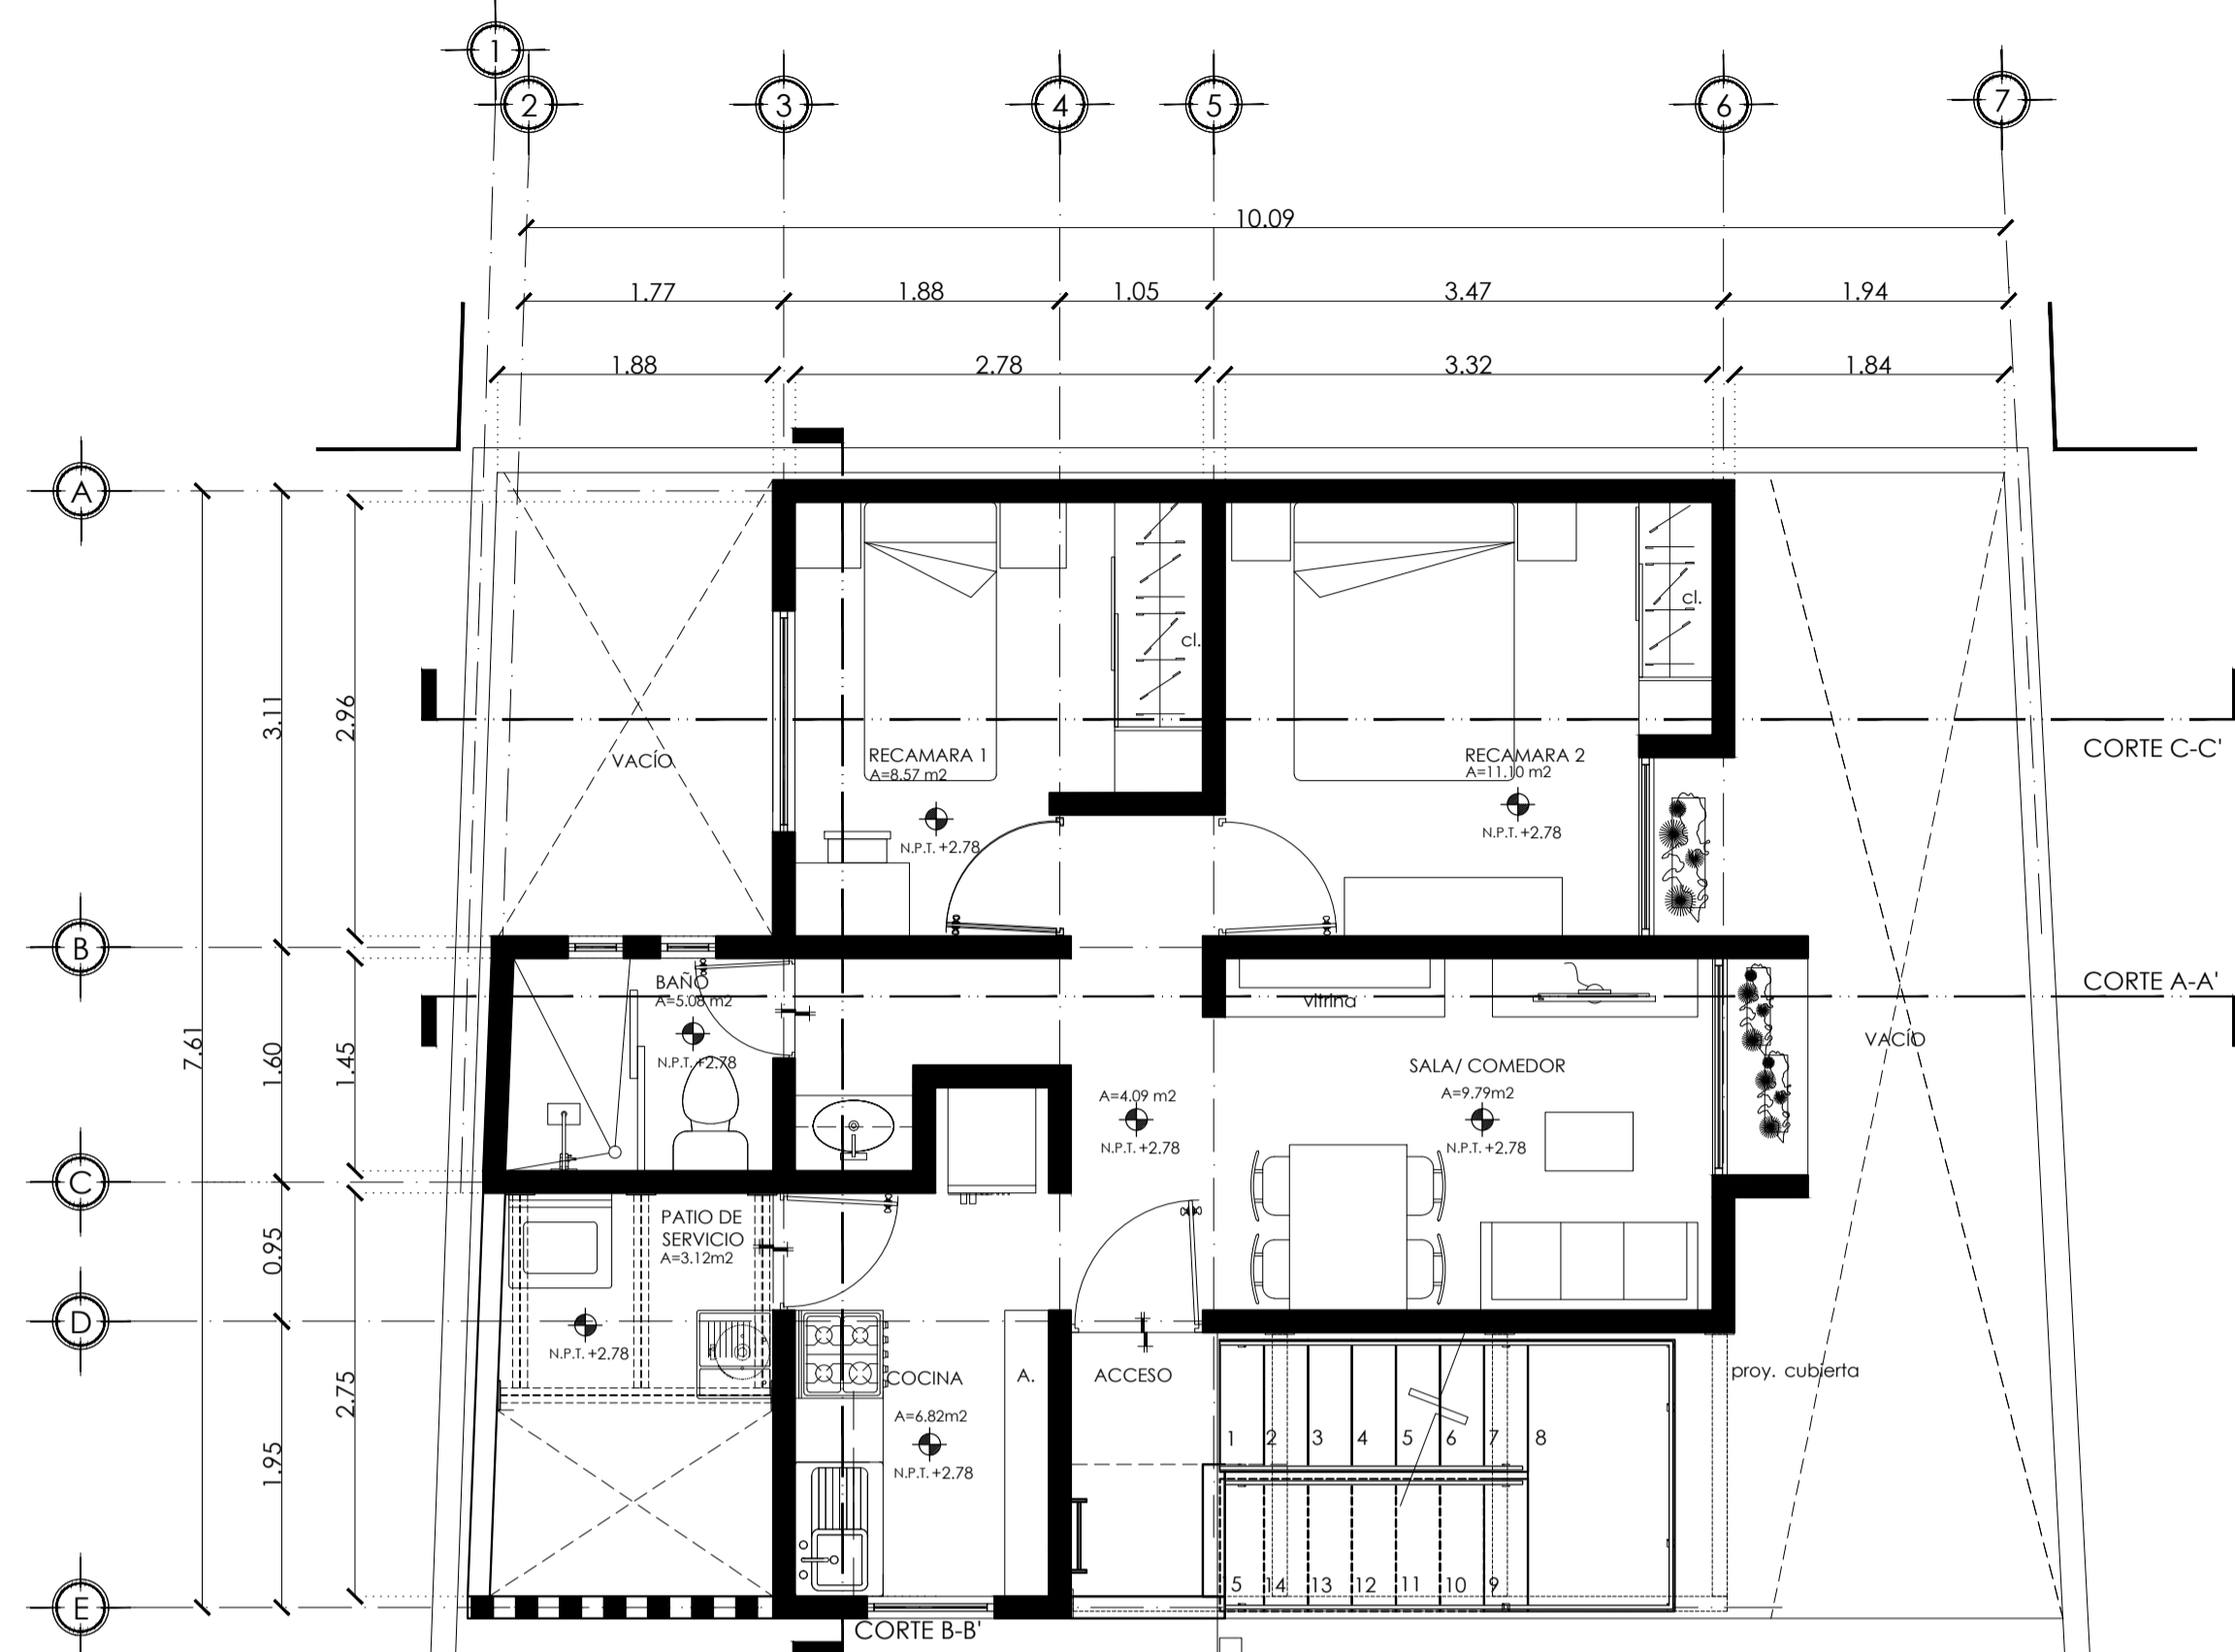 1
2
3
4
5
6
7
10.09
1.77
1.88
1.05
3.47
1.94
1.88
2.78
3.32
1.84
A
B
C
D
E
7.61
3.11
1.60
0.95
1.95
2.96
1.45
2.75
VACÍO
RECAMARA 1
A=8.57 m2
N.P.T. +2.78
cl.
RECAMARA 2
A=11.10 m2
N.P.T. +2.78
cl.
CORTE C-C'
CORTE A-A'
BAÑO
A=5.08 m2
N.P.T. +2.78
vitrina
SALA/ COMEDOR
A=9.79m2
N.P.T. +2.78
A=4.09 m2
N.P.T. +2.78
VACÍO
PATIO DE
SERVICIO
A=3.12m2
N.P.T. +2.78
COCINA
A=6.82m2
N.P.T. +2.78
A.
ACCESO
proy. cubierta
1 2 3 4 5 6 7 8
5 14 13 12 11 10 9
CORTE B-B'